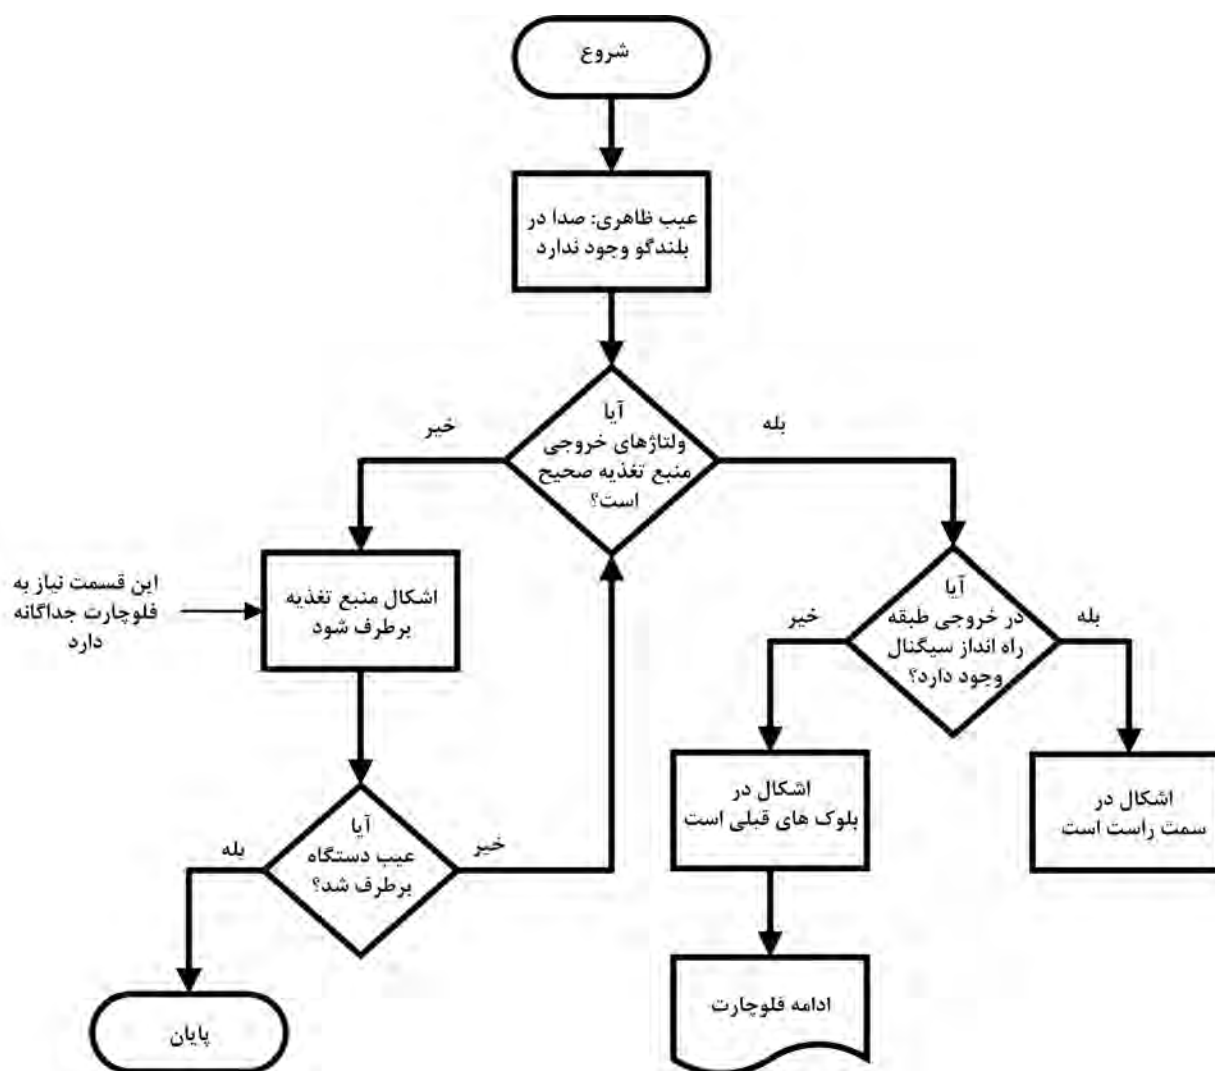 شروع
عیب ظاهری: صدا در
بلندگو وجود ندارد
آیا
ولتاژهای خروجی
منبع تغذیه صحیح
است؟
بله
خیر
این قسمت نیاز به
فلوچارت جداگانه
دارد
اشکال منبع تغذیه
برطرف شود
آیا
در خروجی طبقه
راه انداز سیگنال
وجود دارد؟
بله
خیر
اشکال در
سمت راست است
اشکال در
بلوک های قبلی است
آیا
عیب دستگاه
برطرف شد؟
خیر
بله
ادامه فلوچارت
پایان